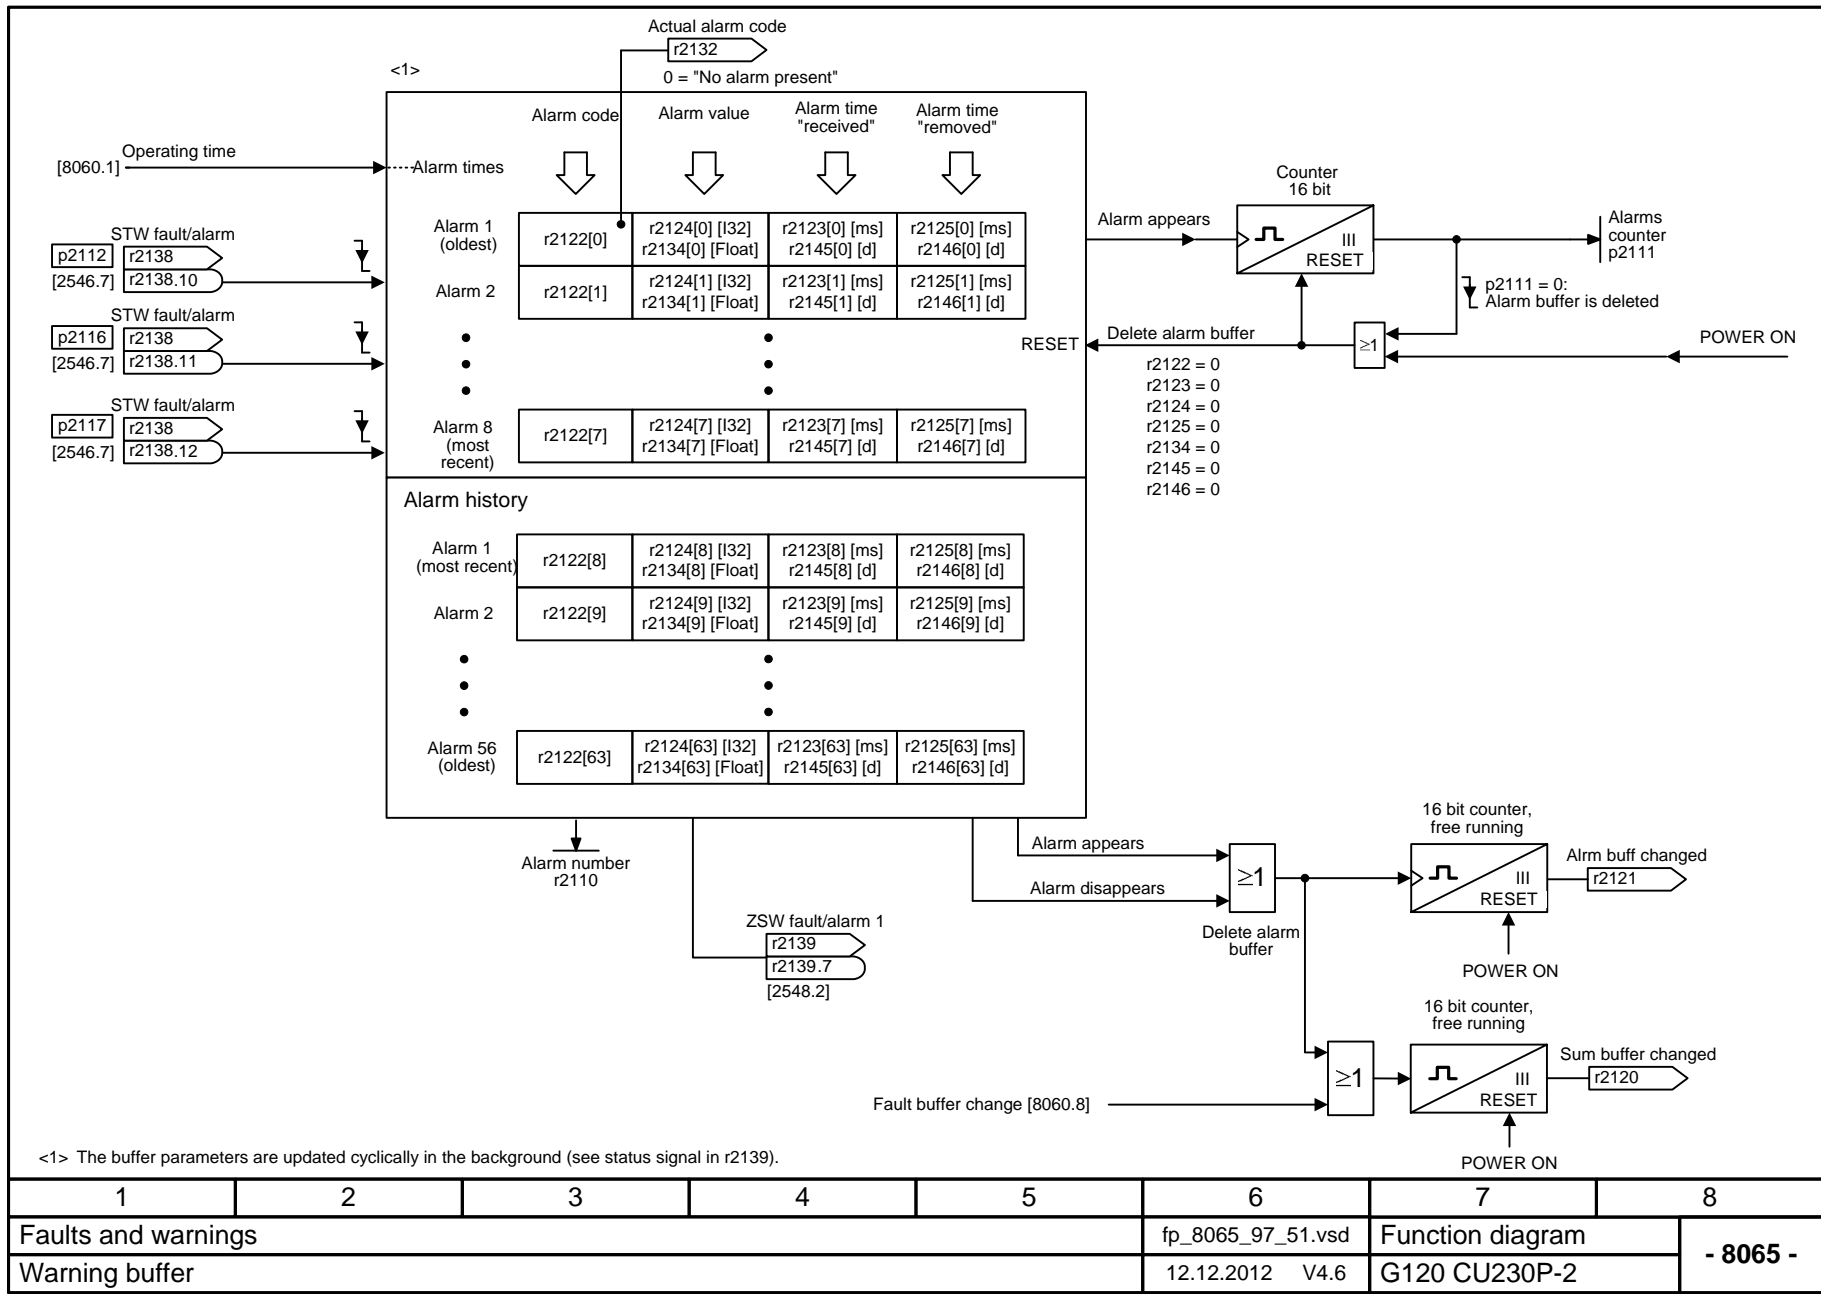 Actual alarm code
r2132
0 = "No alarm present"
<1>
Alarm code
Alarm value
Alarm time
"received"
Alarm time
"removed"
Operating time
[8060.1]
Alarm times
STW fault/alarm
p2112
r2138
[2546.7]
r2138.10
STW fault/alarm
p2116
r2138
[2546.7]
r2138.11
STW fault/alarm
p2117
r2138
[2546.7]
r2138.12
Alarm 1
(oldest)
r2122[0]
r2124[0] [I32]
r2134[0] [Float]
r2123[0] [ms]
r2145[0] [d]
r2125[0] [ms]
r2146[0] [d]
Alarm 2
r2122[1]
r2124[1] [I32]
r2134[1] [Float]
r2123[1] [ms]
r2145[1] [d]
r2125[1] [ms]
r2146[1] [d]
Alarm 8
(most
recent)
r2122[7]
r2124[7] [I32]
r2134[7] [Float]
r2123[7] [ms]
r2145[7] [d]
r2125[7] [ms]
r2146[7] [d]
RESET
Alarm appears
Counter
16 bit
III
RESET
Alarms
counter
p2111
p2111 = 0:
Alarm buffer is deleted
Delete alarm buffer
≥1
POWER ON
r2122 = 0
r2123 = 0
r2124 = 0
r2125 = 0
r2134 = 0
r2145 = 0
r2146 = 0
Alarm history
Alarm 1
(most recent)
r2122[8]
r2124[8] [I32]
r2134[8] [Float]
r2123[8] [ms]
r2145[8] [d]
r2125[8] [ms]
r2146[8] [d]
Alarm 2
r2122[9]
r2124[9] [I32]
r2134[9] [Float]
r2123[9] [ms]
r2145[9] [d]
r2125[9] [ms]
r2146[9] [d]
Alarm 56
(oldest)
r2122[63]
r2124[63] [I32]
r2134[63] [Float]
r2123[63] [ms]
r2145[63] [d]
r2125[63] [ms]
r2146[63] [d]
Alarm number
r2110
ZSW fault/alarm 1
r2139
r2139.7
[2548.2]
Alarm appears
Alarm disappears
≥1
Delete alarm
buffer
16 bit counter,
free running
III
RESET
Alrm buff changed
r2121
POWER ON
16 bit counter,
free running
≥1
III
RESET
Sum buffer changed
r2120
Fault buffer change [8060.8]
POWER ON
<1> The buffer parameters are updated cyclically in the background (see status signal in r2139).
1 2 3 4 5 6 7 8
Faults and warnings
fp_8065_97_51.vsd
Function diagram
- 8065 -
Warning buffer
12.12.2012 V4.6
G120 CU230P-2